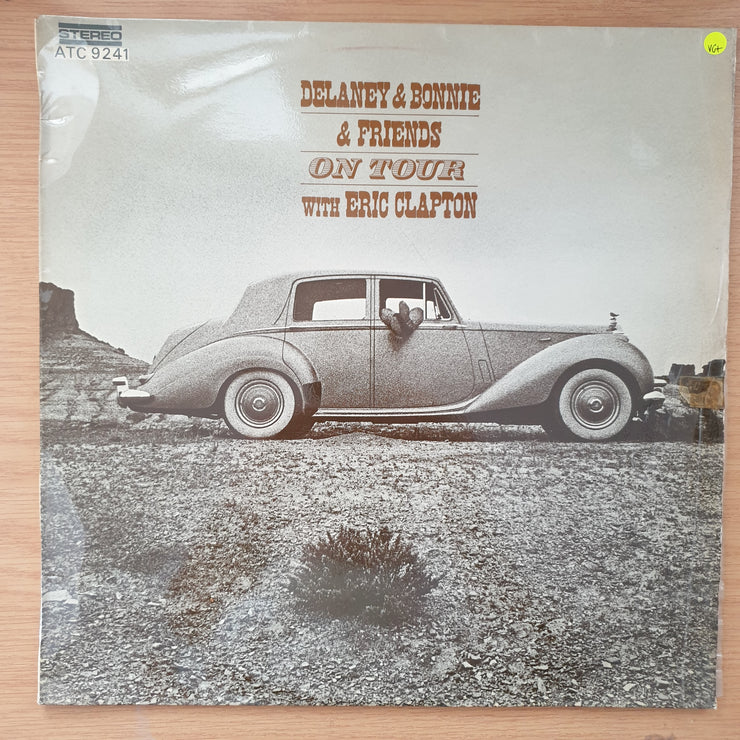 STEREO
ATC 9241
VG+
DELANEY & BONNIE
& FRIENDS
ON TOUR
WITH ERIC CLAPTON